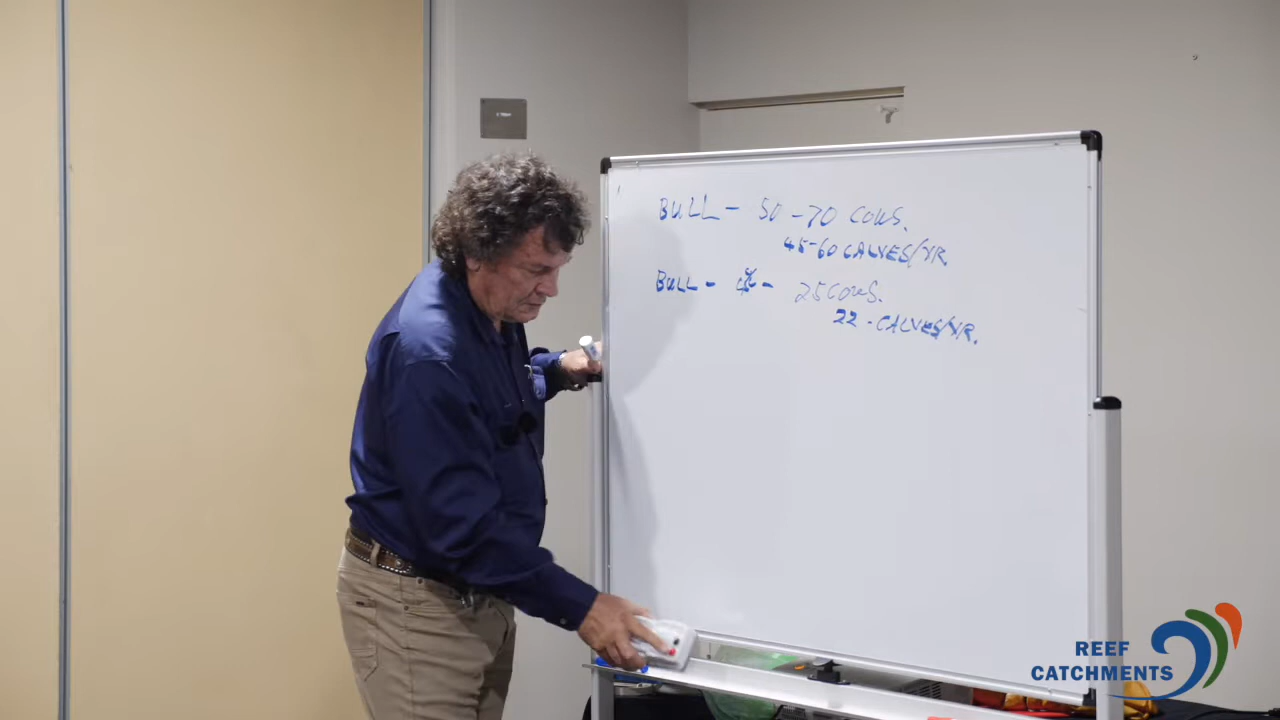 BULL - 50 - 70 COWS.
45-60 CALVES/YR
BULL - - 25 COWS.
22 - CALVES/YR.
REEF
CATCHMENTS